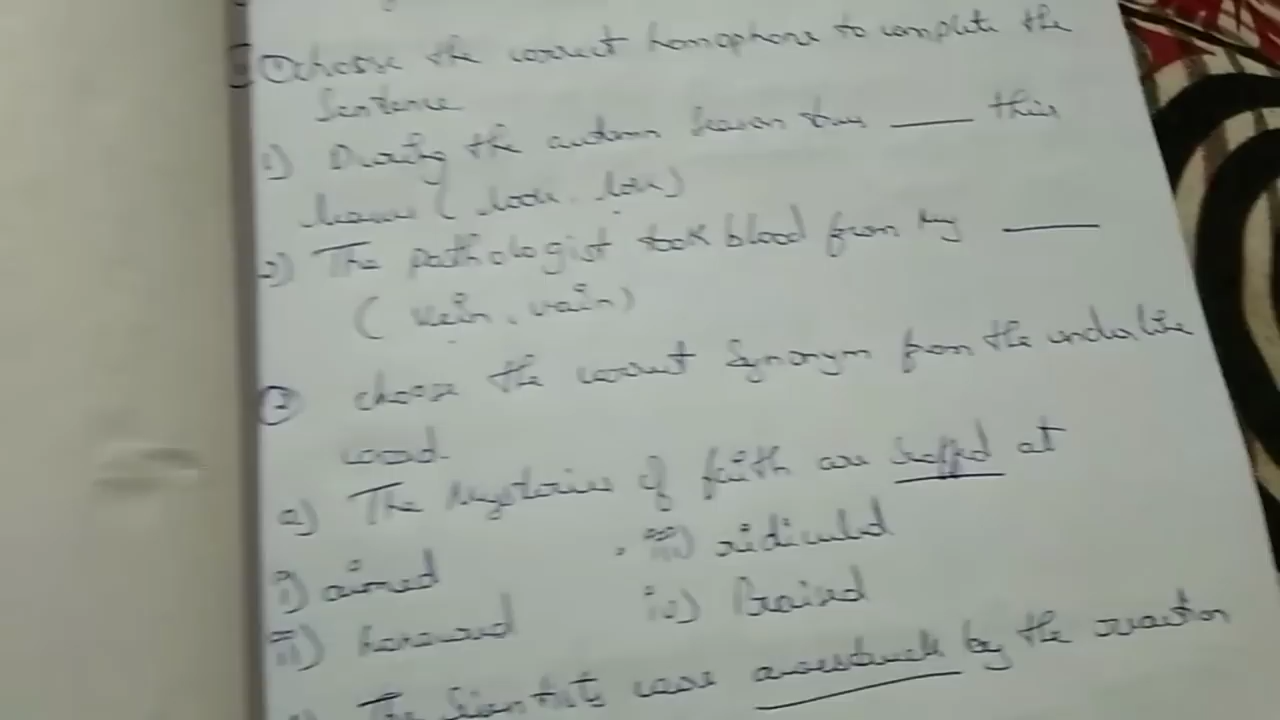 ① choose the correct homophone to complete the
Sentence
1) During the autumn Season trees ____ their
leaves ( loose, lose)
2) The pathologist took blood from my ____
( vein, vain)
② choose the correct Synonym from the underline
word.
a) The Mysteries of faith are scoffed at
i) aimed iii) ridiculed
ii) honoured iv) Praised
The Scientists were awestruck by the reaction